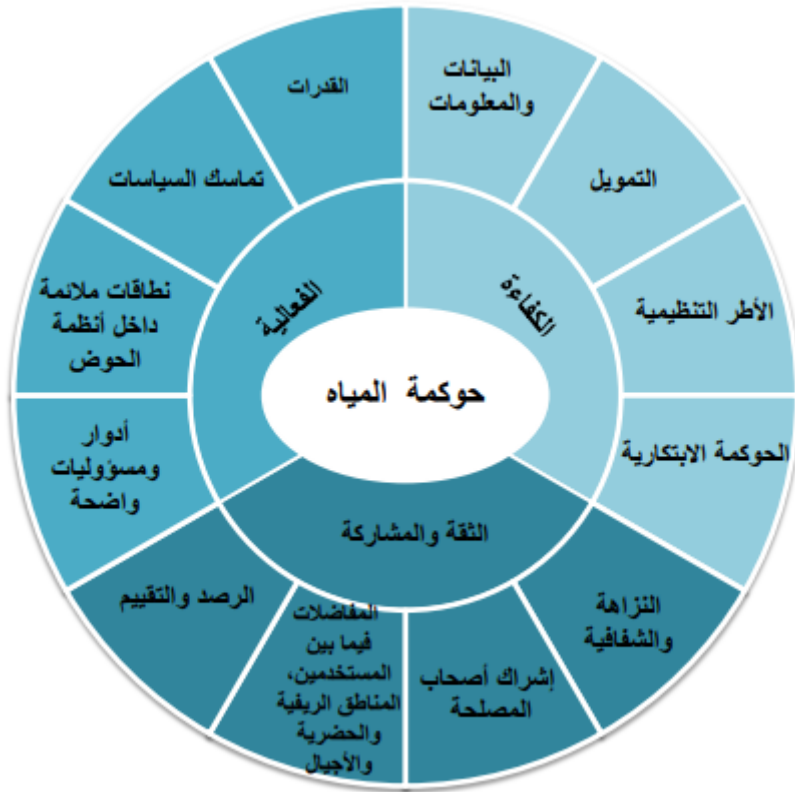 حوكمة المياه
الكفاءة
البيانات
والمعلومات
التمويل
الأطر التنظيمية
الحوكمة الابتكارية
الثقة والمشاركة
النزاهة
والشفافية
إشراك أصحاب
المصلحة
المفاضلات
فيما بين
المستخدمين،
المناطق الريفية
والحضرية
والأجيال
الرصد والتقييم
الفعالية
أدوار
ومسؤوليات
واضحة
نطاقات ملائمة
داخل أنظمة
الحوض
تماسك السياسات
القدرات